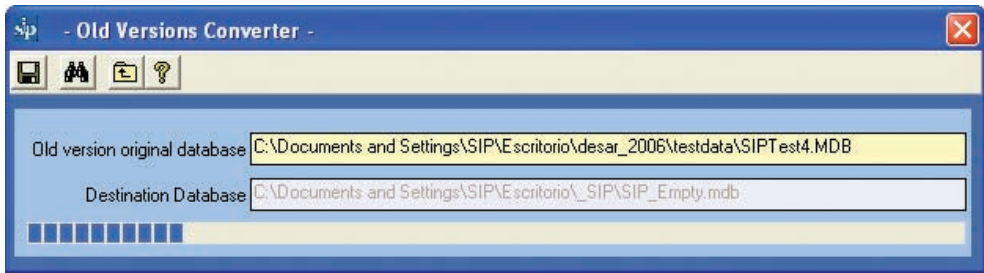 sip - Old Versions Converter -
Old version original database C:\Documents and Settings\SIP\Escritorio\desar_2006\testdata\SIPTest4.MDB
Destination Database C:\Documents and Settings\SIP\Escritorio\_SIP\SIP_Empty.mdb